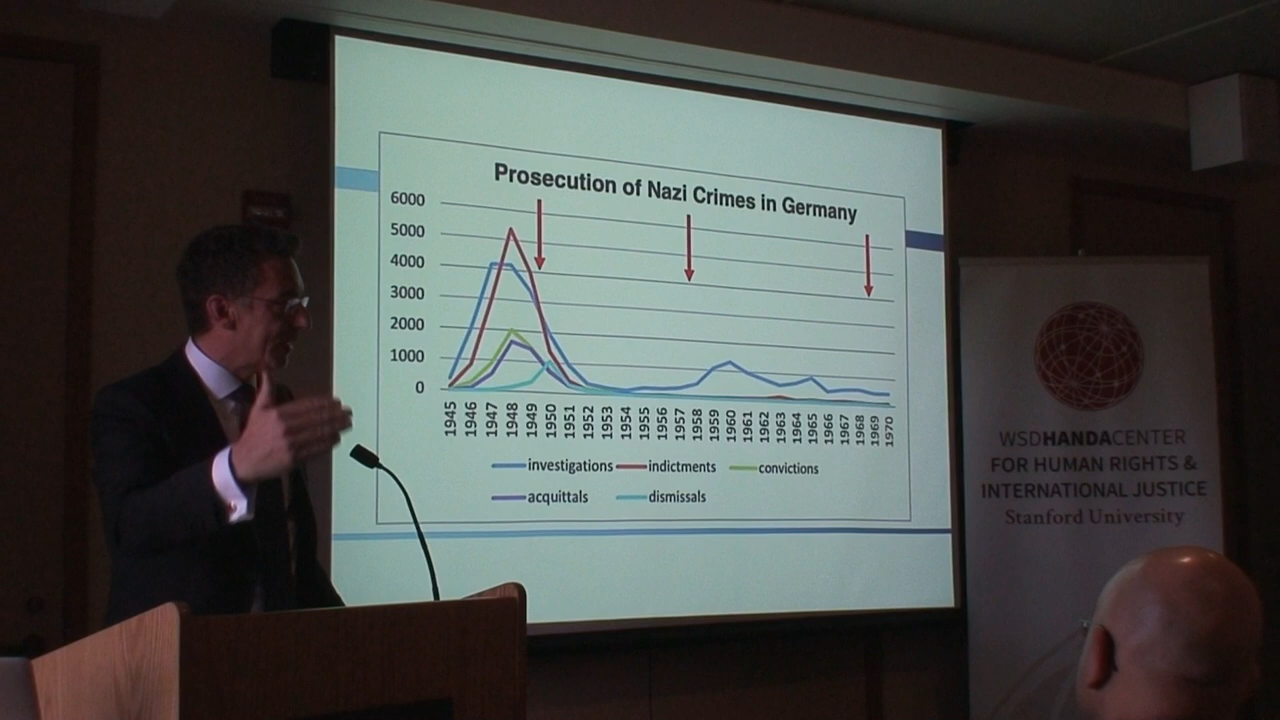 Prosecution of Nazi Crimes in Germany
6000
5000
4000
3000
2000
1000
0
1945 1946 1947 1948 1949 1950 1951 1952 1953 1954 1955 1956 1957 1958 1959 1960 1961 1962 1963 1964 1965 1966 1967 1968 1969 1970
investigations indictments convictions
acquittals dismissals
WSDHANDACENTER
FOR HUMAN RIGHTS &
INTERNATIONAL JUSTICE
Stanford University